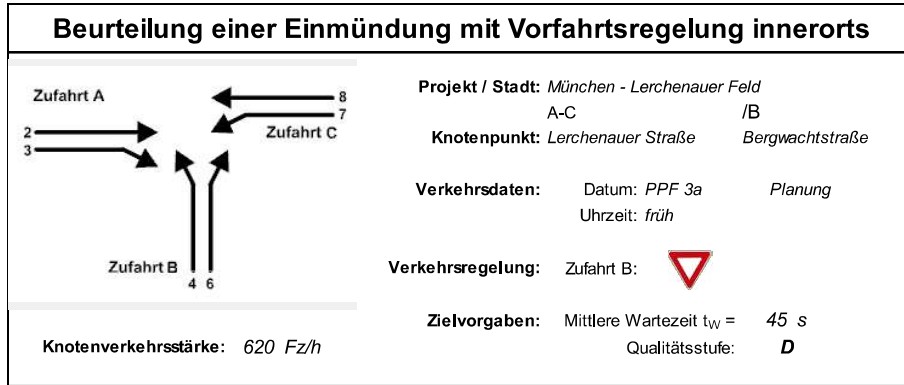 Beurteilung einer Einmündung mit Vorfahrtsregelung innerorts
Zufahrt A
8
7
Zufahrt C
2
3
Zufahrt B
4 6
Knotenverkehrsstärke: 620 Fz/h
Projekt / Stadt: München - Lerchenauer Feld
A-C /B
Knotenpunkt: Lerchenauer Straße Bergwachtstraße
Verkehrsdaten: Datum: PPF 3a Planung
Uhrzeit: früh
Verkehrsregelung: Zufahrt B:
Zielvorgaben: Mittlere Wartezeit tW = 45 s
Qualitätsstufe: D